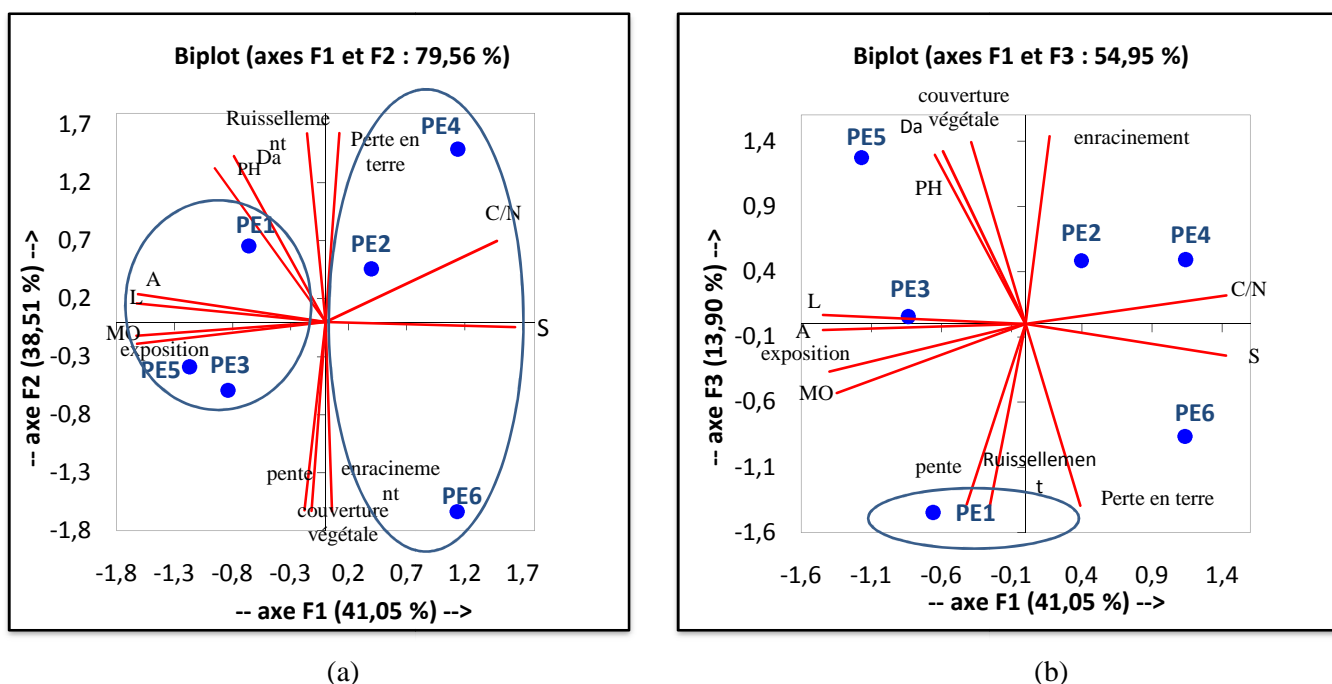 Biplot (axes F1 et F2 : 79,56 %)
Ruisselleme
nt
Perte en
terre
PE4
Da
PH
C/N
PE1
PE2
A
L
S
MO
exposition
PE5
PE3
pente
enracineme
nt
couverture
végétale
PE6
1,7
1,2
0,7
0,2
-0,3
-0,8
-1,3
-1,8
-- axe F2 (38,51 %) -->
-1,8 -1,3 -0,8 -0,3 0,2 0,7 1,2 1,7
-- axe F1 (41,05 %) -->
(a)
Biplot (axes F1 et F3 : 54,95 %)
couverture
végétale
Da
PE5
enracinement
PH
PE2
PE4
PE3
C/N
L
A
exposition
S
MO
PE6
pente
Ruissellemen
t
Perte en terre
PE1
1,4
0,9
0,4
-0,1
-0,6
-1,1
-1,6
-- axe F3 (13,90 %) -->
-1,6 -1,1 -0,6 -0,1 0,4 0,9 1,4
-- axe F1 (41,05 %) -->
(b)